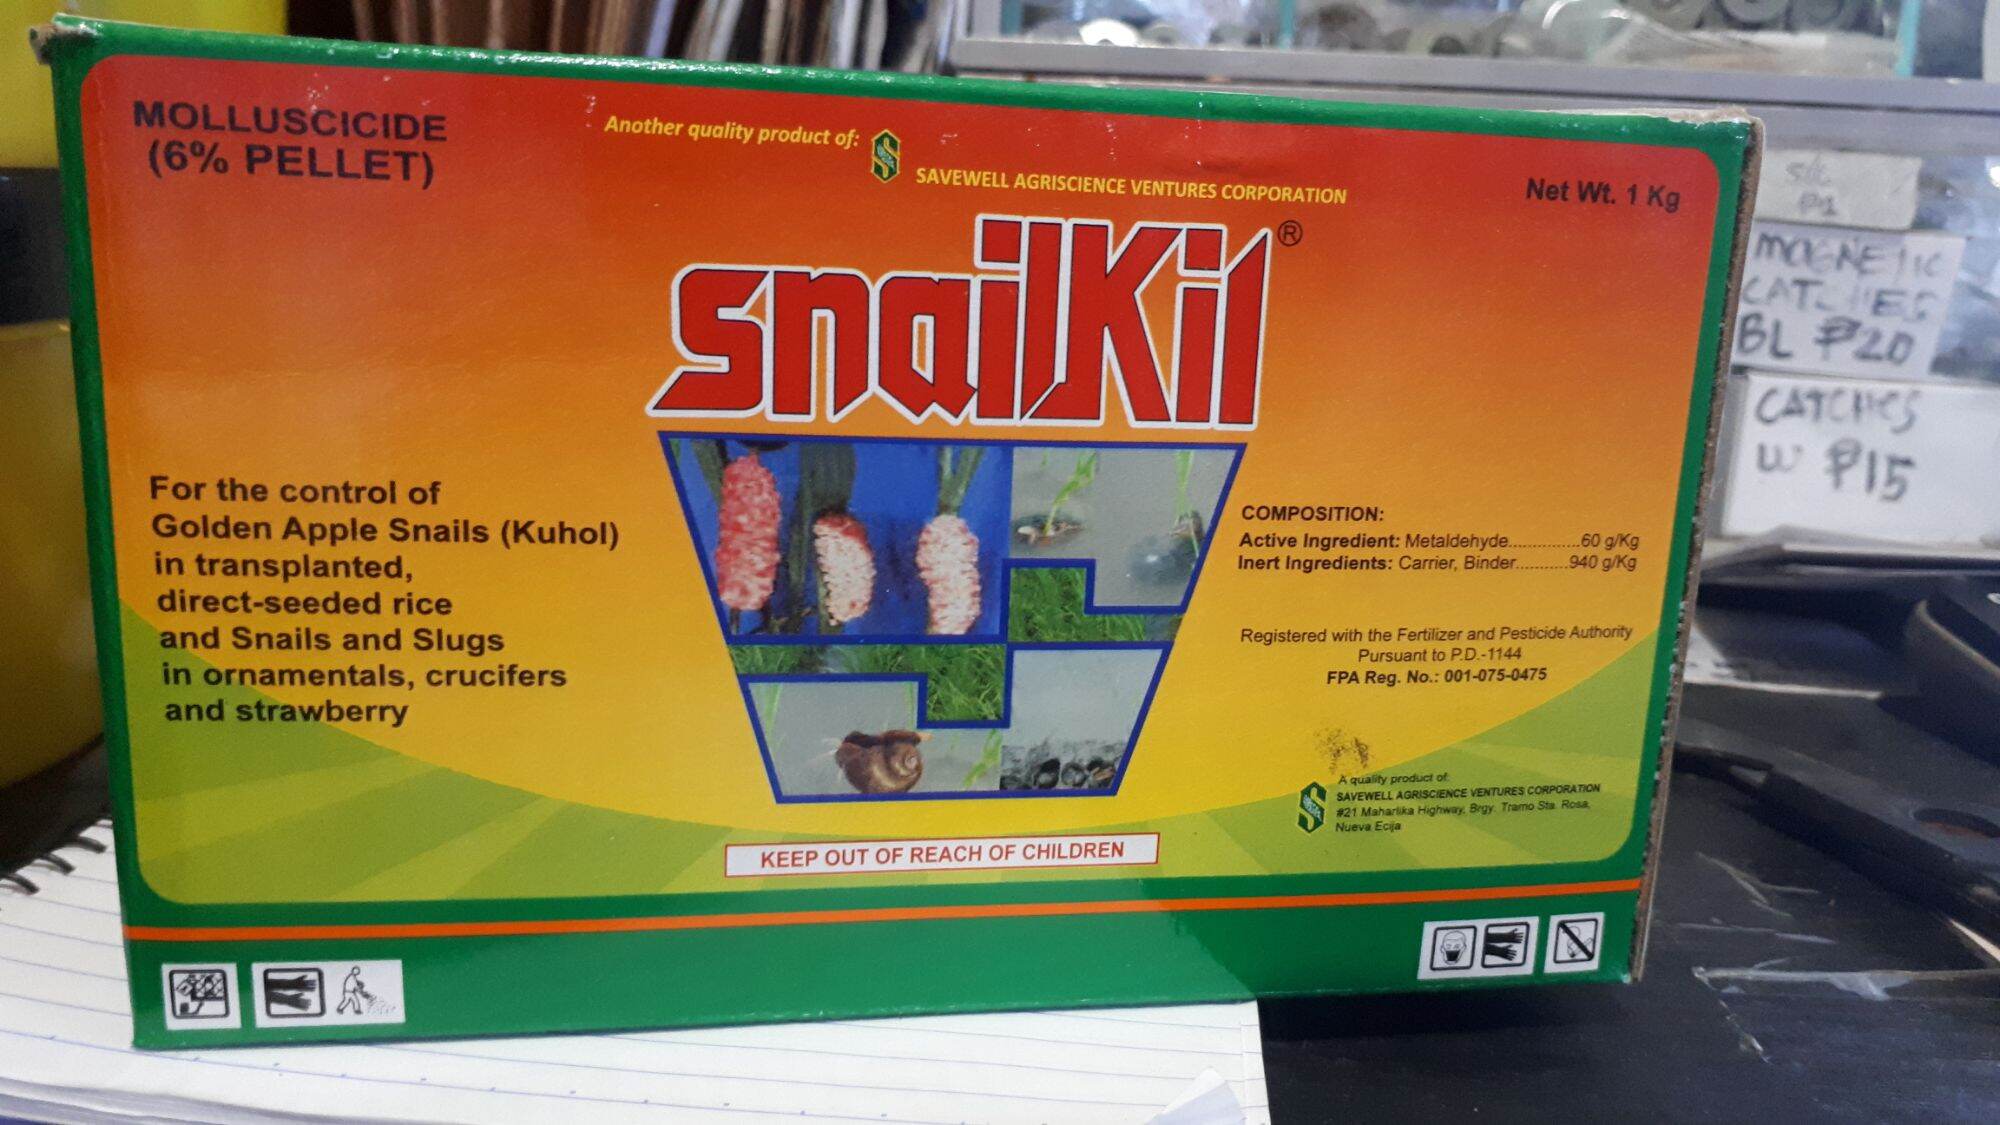 MOLLUSCICIDE
(6% PELLET)
Another quality product of:
SAVEWELL AGRISCIENCE VENTURES CORPORATION
Net Wt. 1 Kg
snailKil®
For the control of
Golden Apple Snails (Kuhol)
in transplanted,
direct-seeded rice
and Snails and Slugs
in ornamentals, crucifers
and strawberry
COMPOSITION:
Active Ingredient: Metaldehyde...............60 g/Kg
Inert Ingredients: Carrier, Binder...........940 g/Kg
Registered with the Fertilizer and Pesticide Authority
Pursuant to P.D.-1144
FPA Reg. No.: 001-075-0475
A quality product of:
SAVEWELL AGRISCIENCE VENTURES CORPORATION
#21 Maharlika Highway, Brgy. Tramo Sta. Rosa,
Nueva Ecija
KEEP OUT OF REACH OF CHILDREN
MAGNETIC
CATCHES
BL ₱20
CATCHES
W ₱15